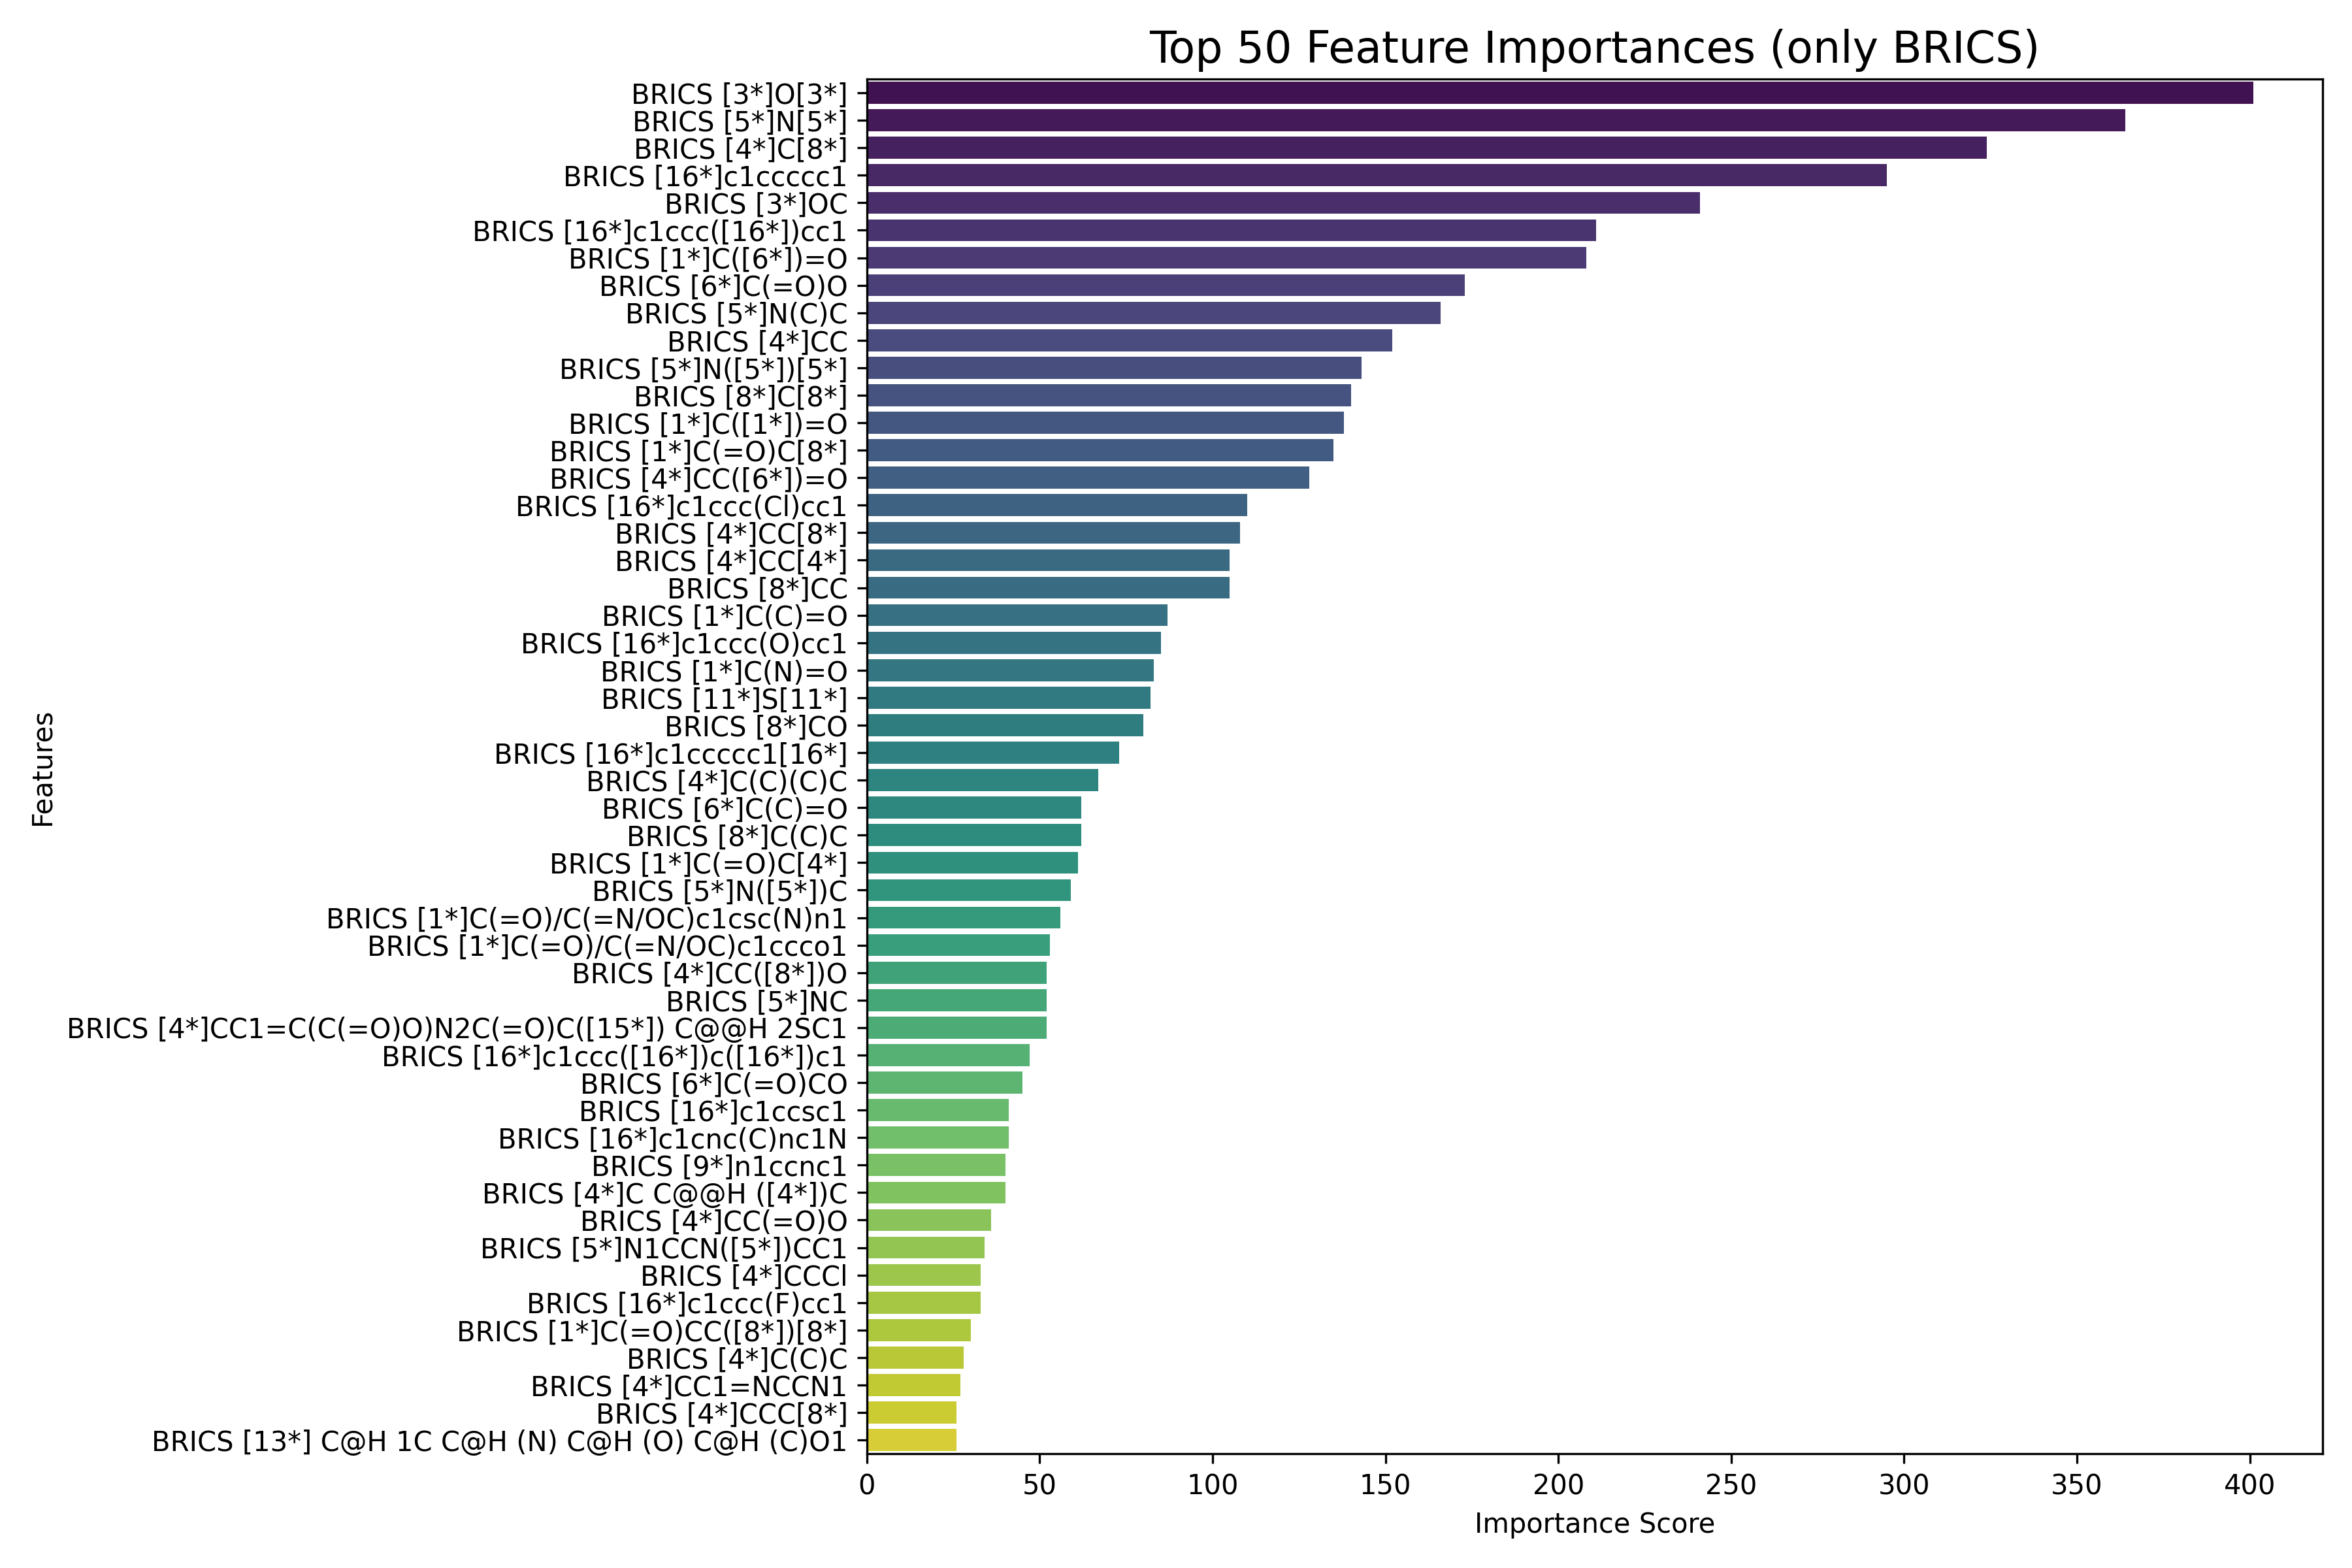 Top 50 Feature Importances (only BRICS)
BRICS [3*]O[3*]
BRICS [5*]N[5*]
BRICS [4*]C[8*]
BRICS [16*]c1ccccc1
BRICS [3*]OC
BRICS [16*]c1ccc([16*])cc1
BRICS [1*]C([6*])=O
BRICS [6*]C(=O)O
BRICS [5*]N(C)C
BRICS [4*]CC
BRICS [5*]N([5*])[5*]
BRICS [8*]C[8*]
BRICS [1*]C([1*])=O
BRICS [1*]C(=O)C[8*]
BRICS [4*]CC([6*])=O
BRICS [16*]c1ccc(Cl)cc1
BRICS [4*]CC[8*]
BRICS [4*]CC[4*]
BRICS [8*]CC
BRICS [1*]C(C)=O
BRICS [16*]c1ccc(O)cc1
BRICS [1*]C(N)=O
BRICS [11*]S[11*]
BRICS [8*]CO
BRICS [16*]c1ccccc1[16*]
BRICS [4*]C(C)(C)C
BRICS [6*]C(C)=O
BRICS [8*]C(C)C
BRICS [1*]C(=O)C[4*]
BRICS [5*]N([5*])C
BRICS [1*]C(=O)/C(=N/OC)c1csc(N)n1
BRICS [1*]C(=O)/C(=N/OC)c1ccco1
BRICS [4*]CC([8*])O
BRICS [5*]NC
BRICS [4*]CC1=C(C(=O)O)N2C(=O)C([15*]) C@@H 2SC1
BRICS [16*]c1ccc([16*])c([16*])c1
BRICS [6*]C(=O)CO
BRICS [16*]c1ccsc1
BRICS [16*]c1cnc(C)nc1N
BRICS [9*]n1ccnc1
BRICS [4*]C C@@H ([4*])C
BRICS [4*]CC(=O)O
BRICS [5*]N1CCN([5*])CC1
BRICS [4*]CCCl
BRICS [16*]c1ccc(F)cc1
BRICS [1*]C(=O)CC([8*])[8*]
BRICS [4*]C(C)C
BRICS [4*]CC1=NCCN1
BRICS [4*]CCC[8*]
BRICS [13*] C@H 1C C@H (N) C@H (O) C@H (C)O1
Features
0 50 100 150 200 250 300 350 400
Importance Score